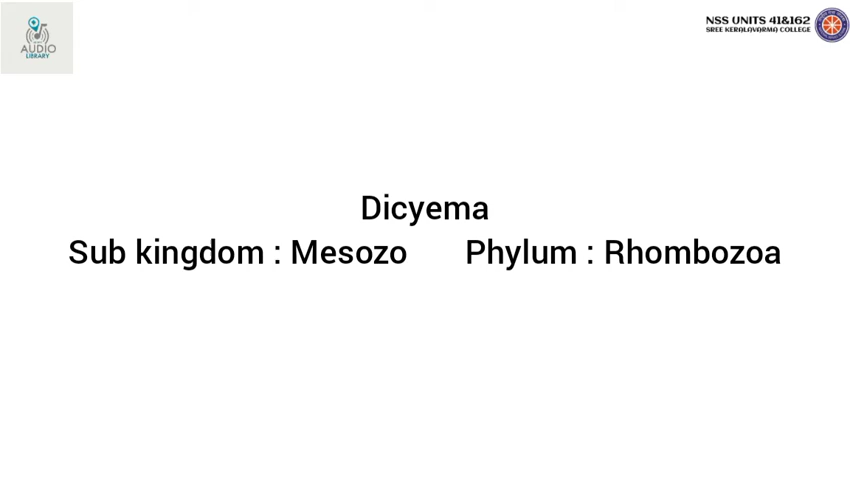 AUDIO
LIBRARY
NSS UNITS 41&162
SREE KERALAVARMA COLLEGE
Dicyema
Sub kingdom : Mesozo Phylum : Rhombozoa